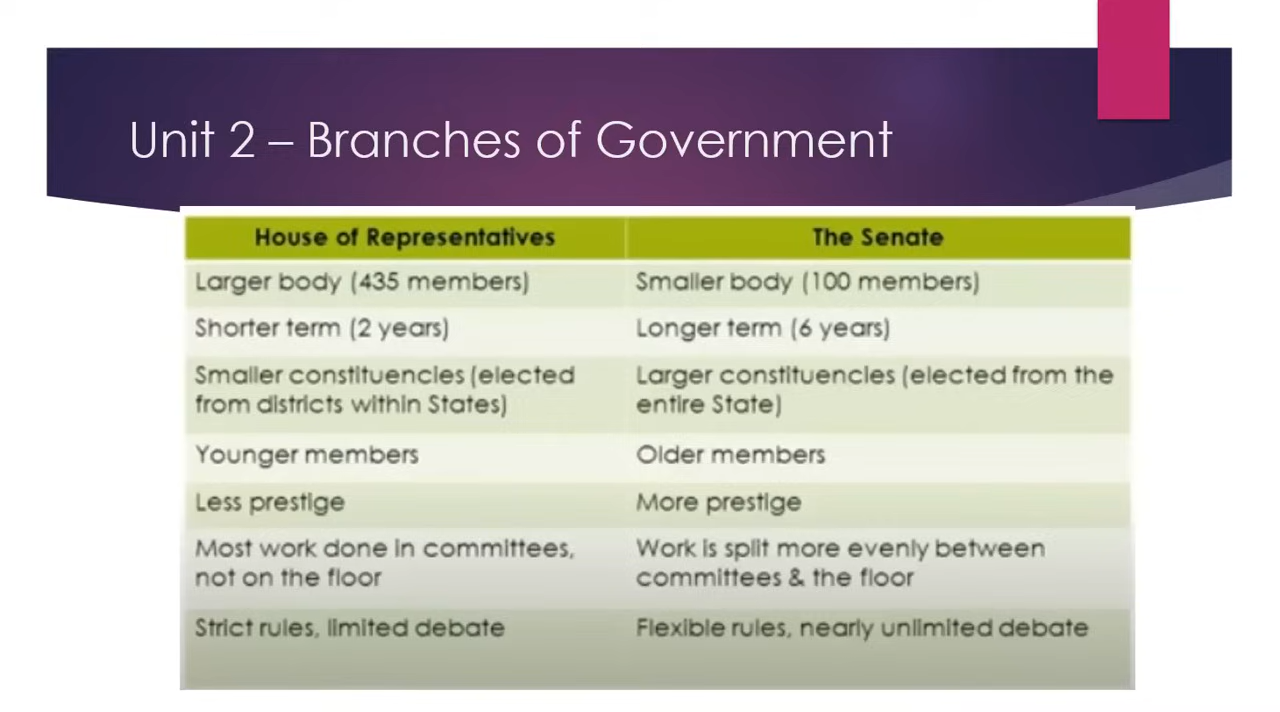 Unit 2 – Branches of Government
House of Representatives
The Senate
Larger body (435 members)
Smaller body (100 members)
Shorter term (2 years)
Longer term (6 years)
Smaller constituencies (elected
from districts within States)
Larger constituencies (elected from the
entire State)
Younger members
Older members
Less prestige
More prestige
Most work done in committees,
not on the floor
Work is split more evenly between
committees & the floor
Strict rules, limited debate
Flexible rules, nearly unlimited debate